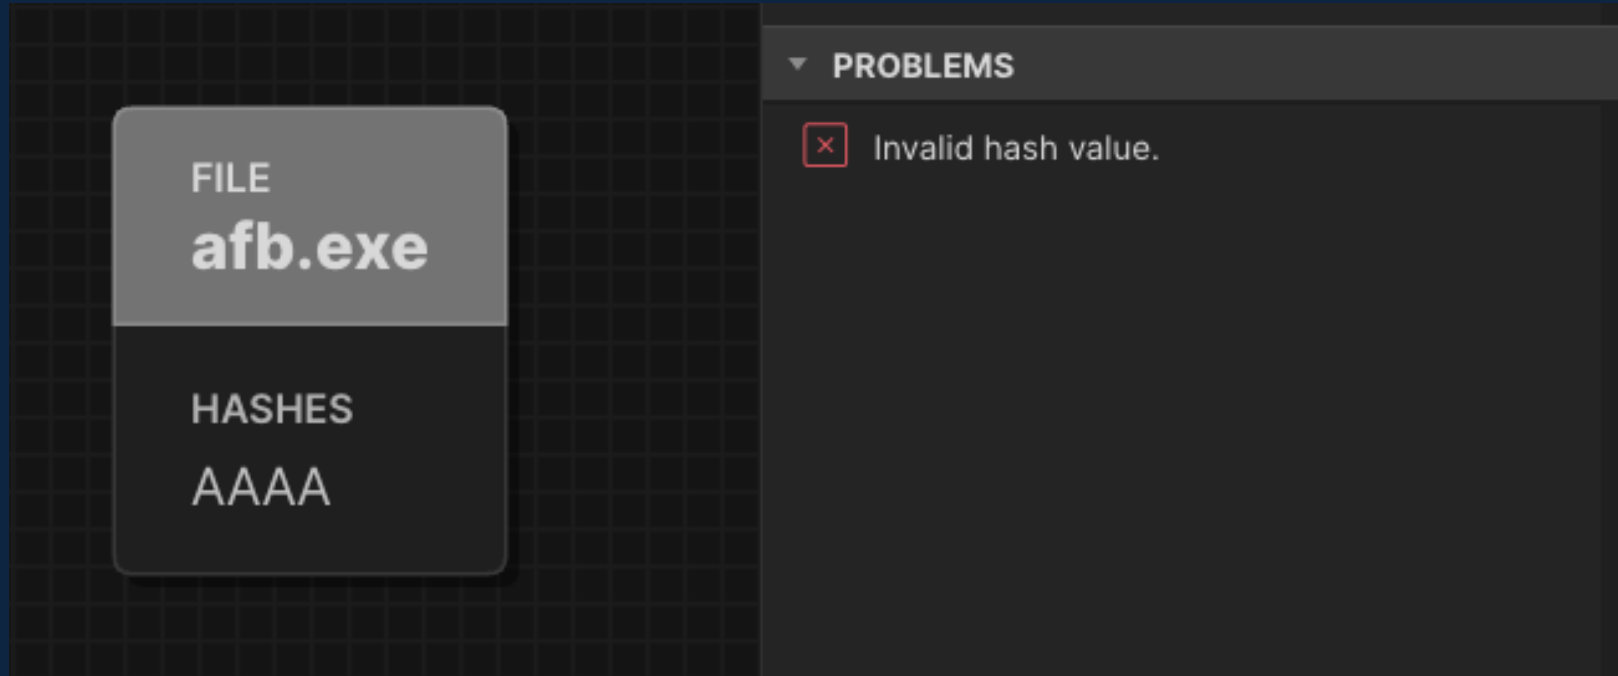 FILE
afb.exe
HASHES
AAAA
PROBLEMS
Invalid hash value.